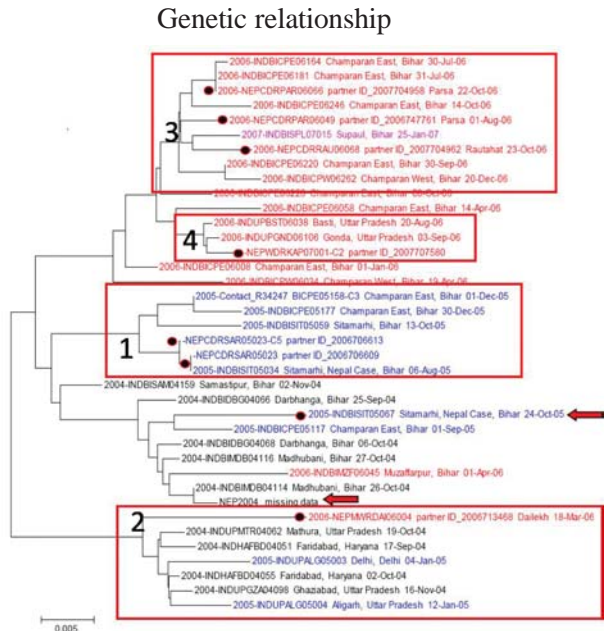 Genetic relationship
2006-INDBICPE06164 Champaran East, Bihar 30-Jul-06
2006-INDBICPE06181 Champaran East, Bihar 31-Jul-06
2006-NEPCDRPAR06066 partner ID_2007704958 Parsa 22-Oct-06
2006-INDBICPE06246 Champaran East, Bihar 14-Oct-06
2006-NEPCDRPAR06049 partner ID_2006747761 Parsa 01-Aug-06
3
2007-INDBISPL07015 Supaul, Bihar 25-Jan-07
2006-NEPCDRRAU06068 partner ID_2007704962 Rautahat 23-Oct-06
2006-INDBICPE06220 Champaran East, Bihar 30-Sep-06
2006-INDBICPW06262 Champaran West, Bihar 20-Dec-06
Champaran East, Bihar
2006-INDBICPE06058 Champaran East, Bihar 14-Apr-06
2006-INDUPBST06038 Basti, Uttar Pradesh 20-Aug-06
4
2006-INDUPGND06106 Gonda, Uttar Pradesh 03-Sep-06
NEPWDRKAP07001-C2 partner ID_2007707560
2006-INDBICPE06008 Champaran East, Bihar 01-Jan-06
2006-INDBICPW06034 Champaran West, Bihar 19-Apr-06
2005-Contact_R34247 BICPE05158-C3 Champaran East, Bihar 01-Dec-05
2005-INDBICPE05177 Champaran East, Bihar 30-Dec-05
2005-INDBISIT05059 Sitamarhi, Bihar 13-Oct-05
1
NEPCDRSAR05023-C5 partner ID_2006706613
NEPCDRSAR05023 partner ID_2006706609
2005-INDBISIT05034 Sitamarhi, Nepal Case, Bihar 06-Aug-05
2004-INDBISAM04159 Samastipur, Bihar 02-Nov-04
2004-INDBIDBG04066 Darbhanga, Bihar 25-Sep-04
2005-INDBISIT05067 Sitamarhi, Nepal Case, Bihar 24-Oct-05
2005-INDBICPE05117 Champaran East, Bihar 01-Sep-05
2004-INDBIDBG04068 Darbhanga, Bihar 06-Oct-04
2004-INDBIMDB04116 Madhubani, Bihar 27-Oct-04
2006-INDBIMZF06045 Muzaffarpur, Bihar 01-Apr-06
2004-INDBIMDB04114 Madhubani, Bihar 26-Oct-04
NEP2004 missing data
2
2006-NEPMWRDAI06004 partner ID_2006713468 Dailekh 18-Mar-06
2004-INDUPMTR04062 Mathura, Uttar Pradesh 19-Oct-04
2004-INDHAFBD04051 Faridabad, Haryana 17-Sep-04
2005-INDUPALG05003 Delhi, Delhi 04-Jan-05
2004-INDHAFBD04055 Faridabad, Haryana 02-Oct-04
2004-INDUPGZA04098 Ghaziabad, Uttar Pradesh 16-Nov-04
2005-INDUPALG05004 Aligarh, Uttar Pradesh 12-Jan-05
0.005